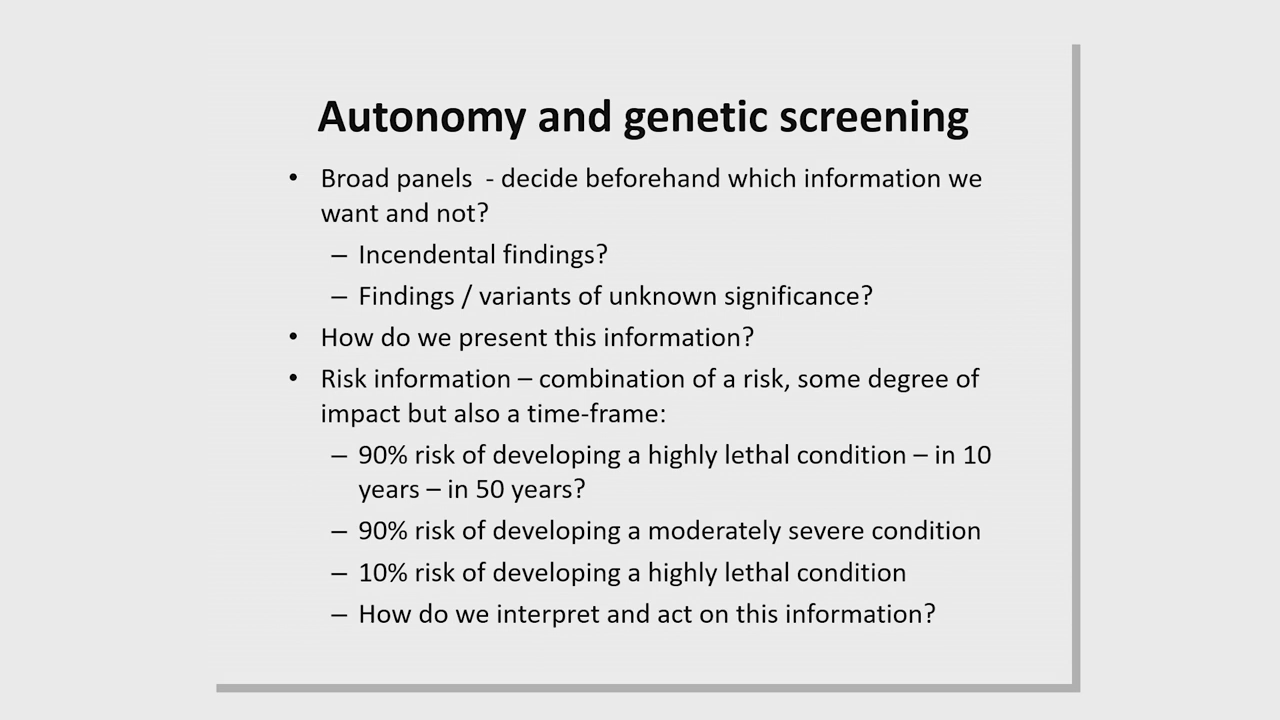 Autonomy and genetic screening
• Broad panels  - decide beforehand which information we
want and not?
– Incendental findings?
– Findings / variants of unknown significance?
• How do we present this information?
• Risk information – combination of a risk, some degree of
impact but also a time-frame:
– 90% risk of developing a highly lethal condition – in 10
years – in 50 years?
– 90% risk of developing a moderately severe condition
– 10% risk of developing a highly lethal condition
– How do we interpret and act on this information?